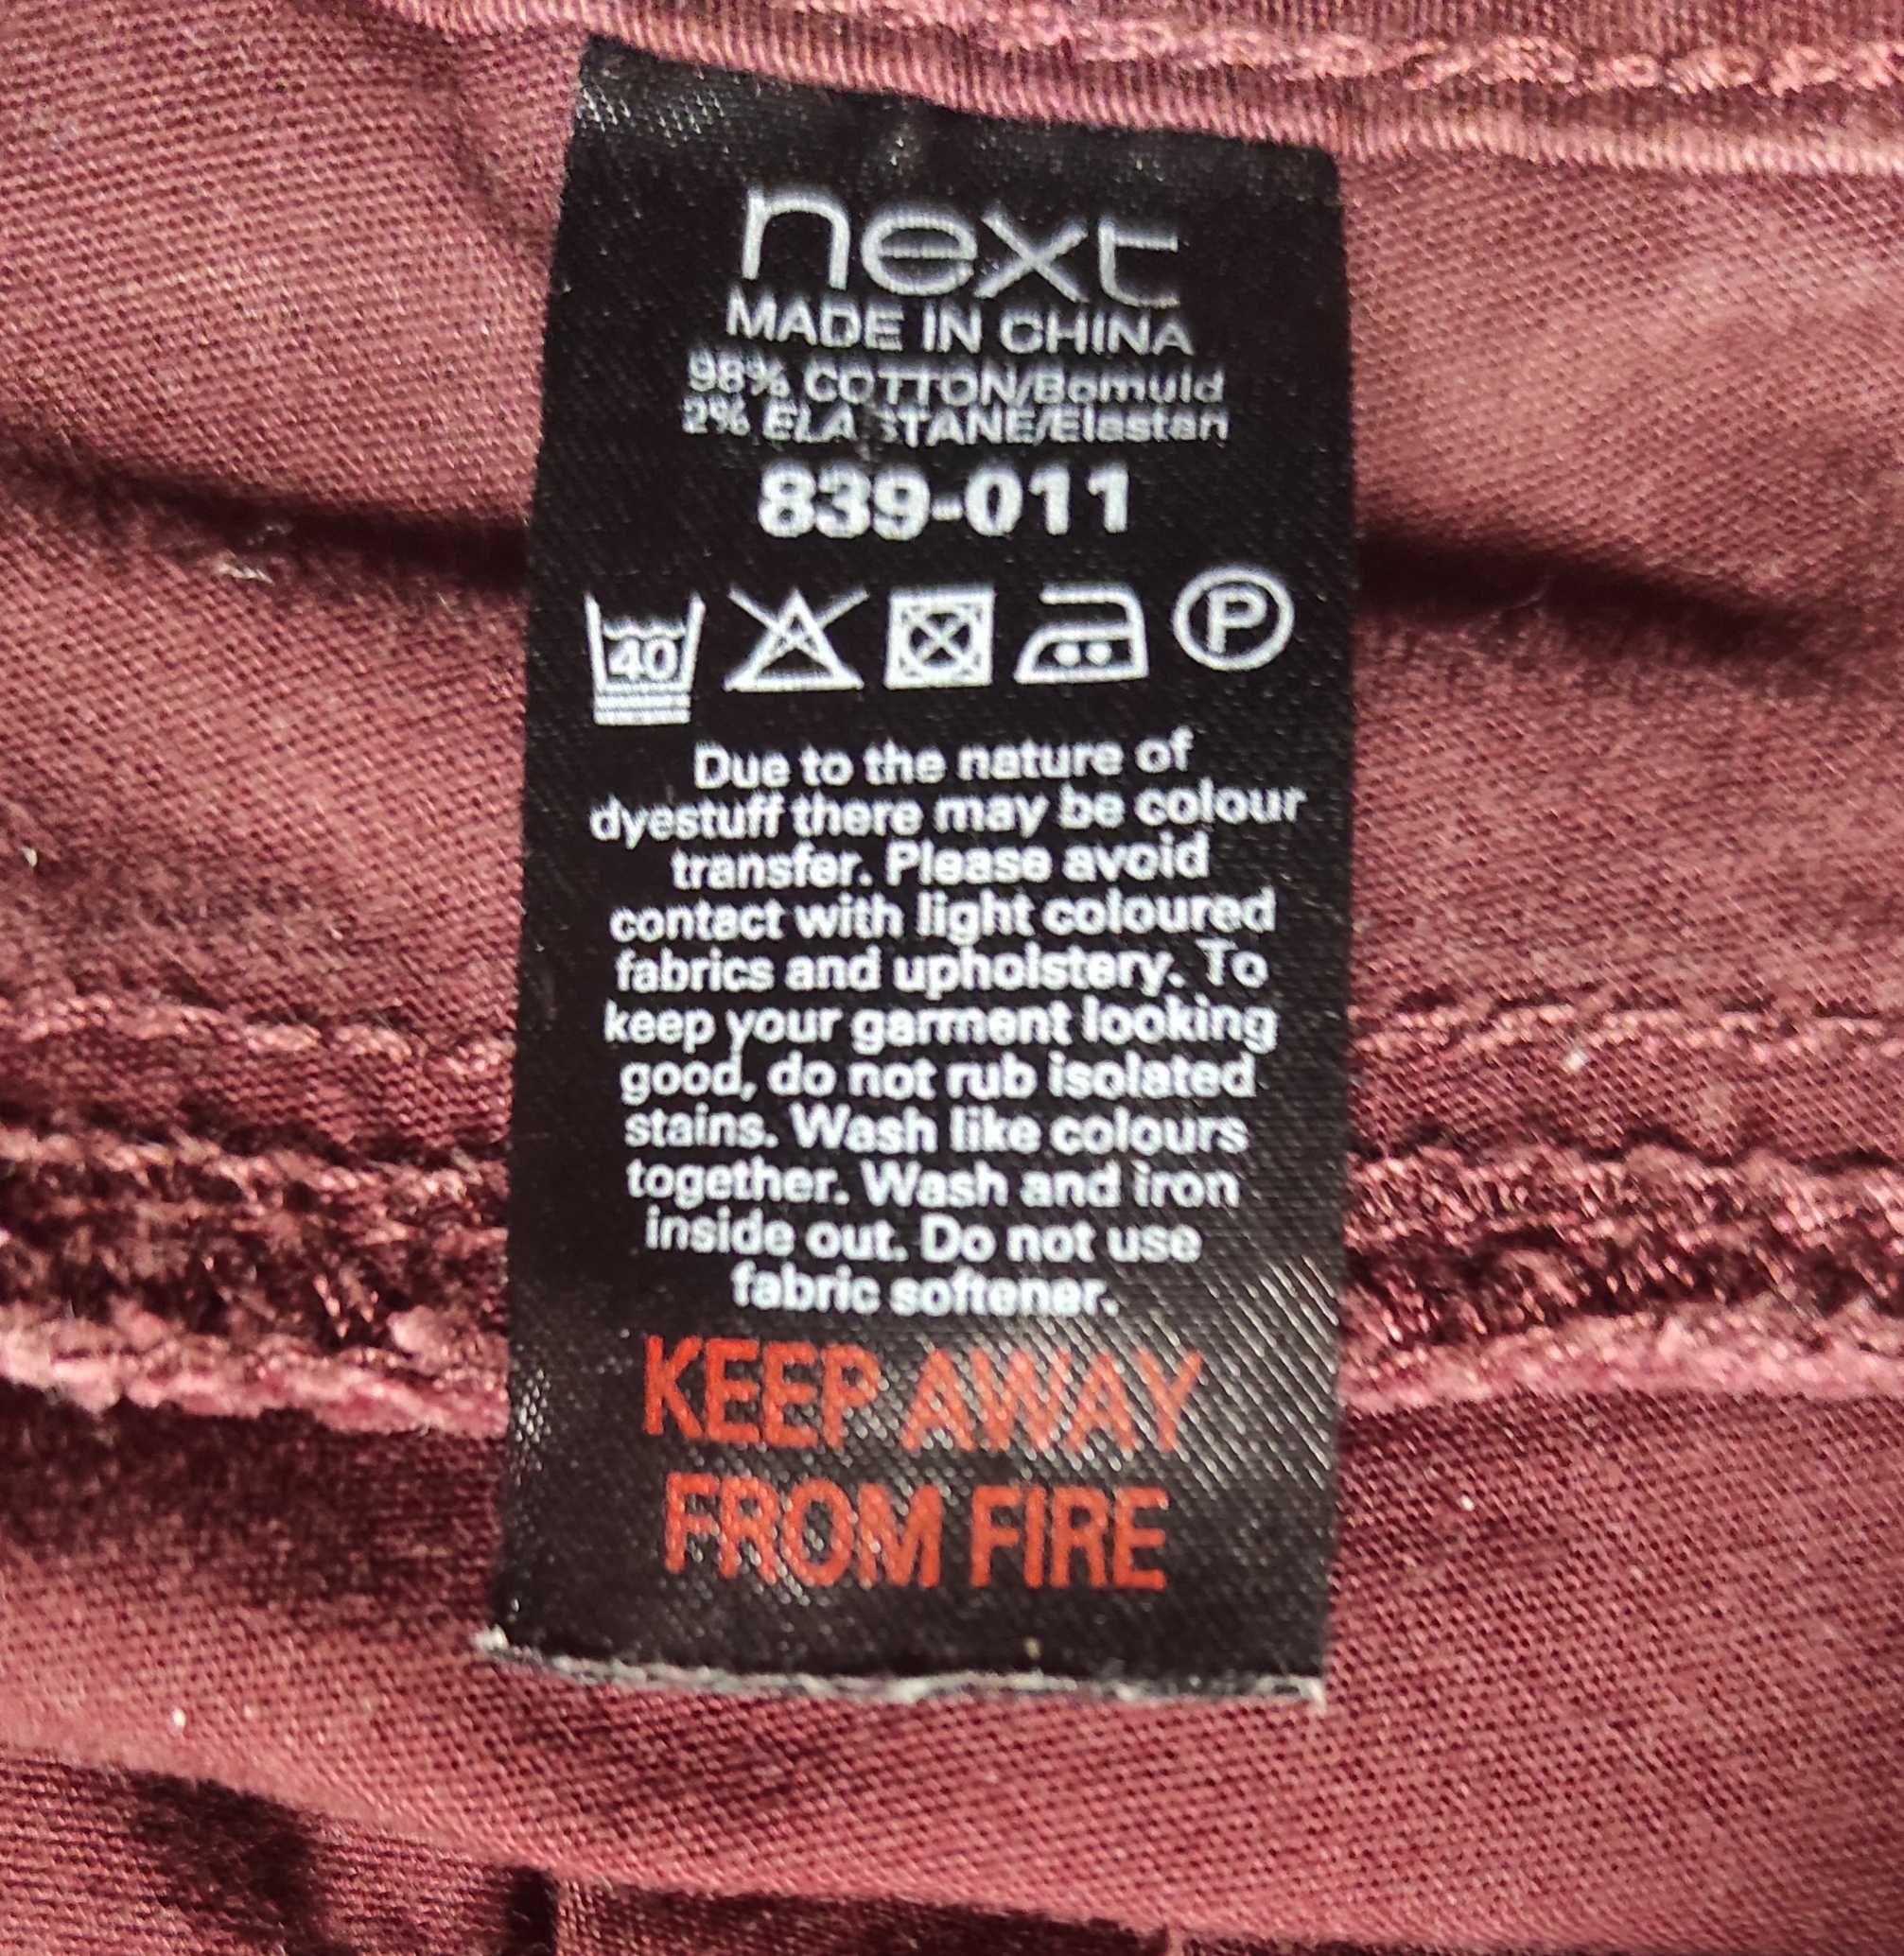 next
MADE IN CHINA
98% COTTON/Bomuld
2% ELASTANE/Elastan
839-011
40 P
Due to the nature of
dyestuff there may be colour
transfer. Please avoid
contact with light coloured
fabrics and upholstery. To
keep your garment looking
good, do not rub isolated
stains. Wash like colours
together. Wash and iron
inside out. Do not use
fabric softener.
KEEP AWAY
FROM FIRE